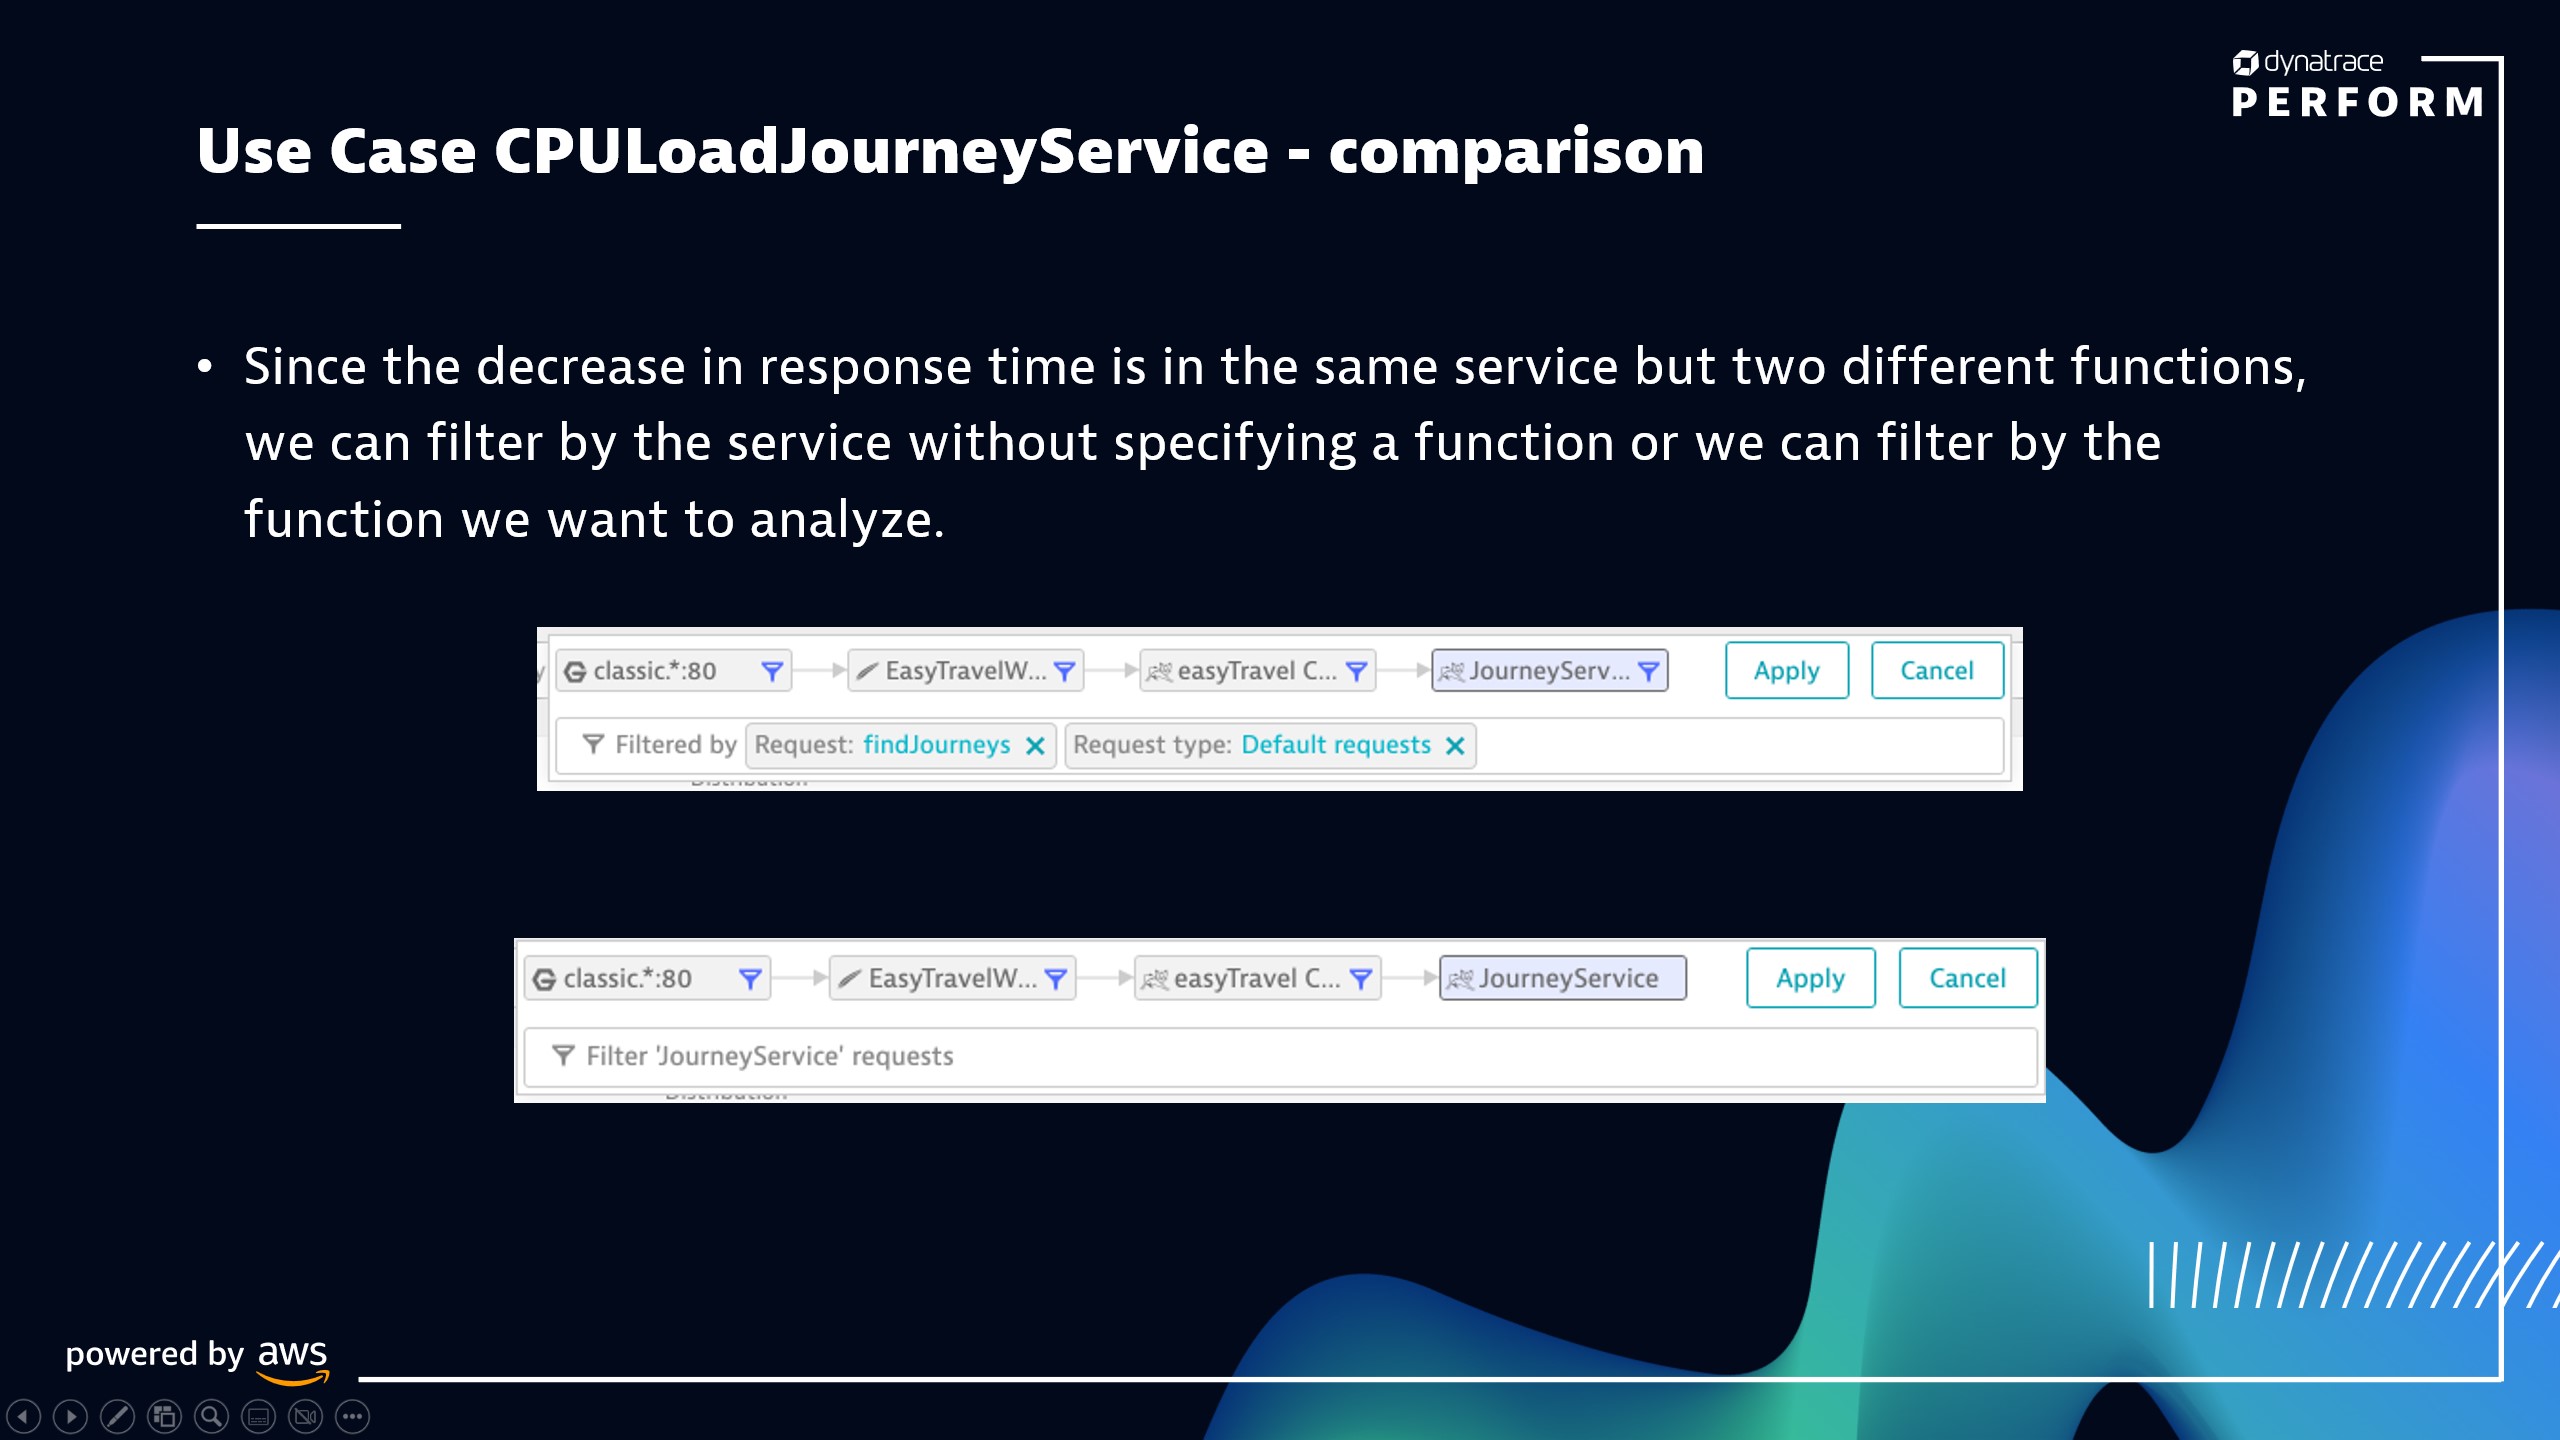 dynatrace
PERFORM
Use Case CPULoadJourneyService - comparison
• Since the decrease in response time is in the same service but two different functions,
we can filter by the service without specifying a function or we can filter by the
function we want to analyze.
classic.*:80 EasyTravelW... easyTravel C... JourneyServ... Apply Cancel
Filtered by Request: findJourneys Request type: Default requests
classic.*:80 EasyTravelW... easyTravel C... JourneyService Apply Cancel
Filter 'JourneyService' requests
powered by aws